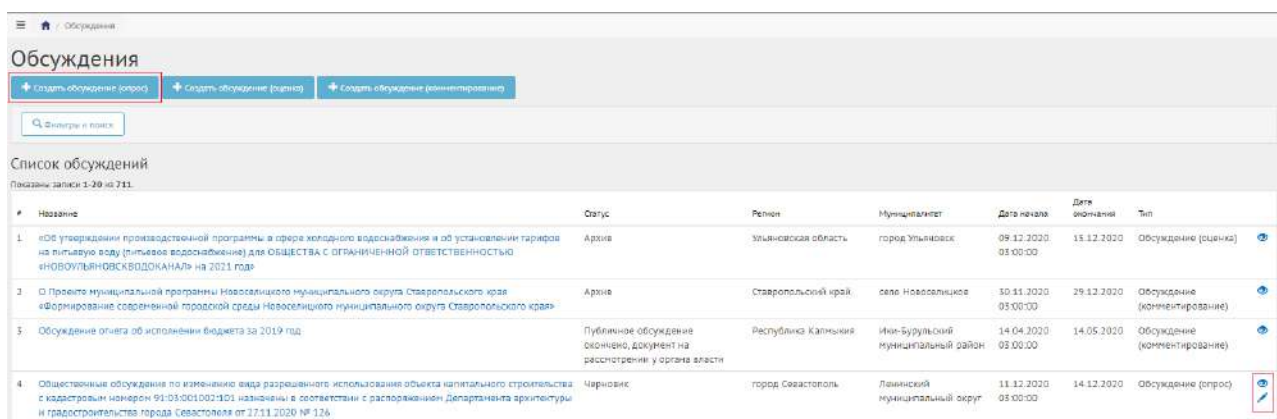 Обсуждения
Обсуждения
Создать обсуждение (опрос)
Создать обсуждение (оценка)
Создать обсуждение (комментирование)
Фильтры и поиск
Список обсуждений
Показаны записи 1-20 из 711.
# Название Статус Регион Муниципалитет Дата начала Дата окончания Тип
1 «Об утверждении производственной программы в сфере холодного водоснабжения и об установлении тарифов
на питьевую воду (питьевое водоснабжение) для ОБЩЕСТВА С ОГРАНИЧЕННОЙ ОТВЕТСТВЕННОСТЬЮ
«НОВОУЛЬЯНОВСКВОДОКАНАЛ» на 2021 год»
Архив
Ульяновская область
город Ульяновск
09.12.2020
03:00:00
15.12.2020
Обсуждение (оценка)
2 О Проекте муниципальной программы Новоселицкого муниципального округа Ставропольского края
«Формирование современной городской среды Новоселицкого муниципального округа Ставропольского края»
Архив
Ставропольский край
село Новоселицкое
30.11.2020
03:00:00
29.12.2020
Обсуждение
(комментирование)
3 Обсуждение отчета об исполнении бюджета за 2019 год
Публичное обсуждение
окончено, документ на
рассмотрении у органа власти
Республика Калмыкия
Ики-Бурульский
муниципальный район
14.04.2020
03:00:00
14.05.2020
Обсуждение
(комментирование)
4 Общественные обсуждения по изменению вида разрешенного использования объекта капитального строительства
с кадастровым номером 91:03:001002:101 назначены в соответствии с распоряжением Департамента архитектуры
и градостроительства города Севастополя от 27.11.2020 № 126
Черновик
город Севастополь
Ленинский
муниципальный округ
11.12.2020
03:00:00
14.12.2020
Обсуждение (опрос)